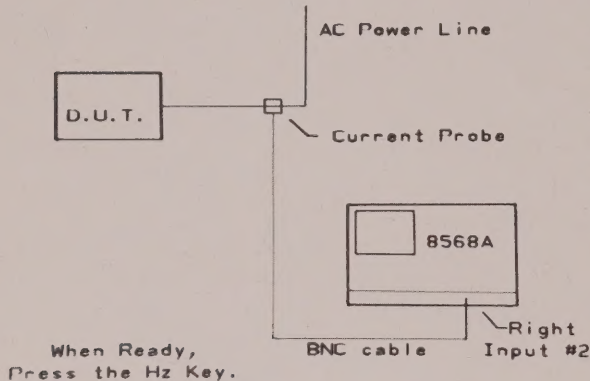 AC Power Line
D.U.T.
Current Probe
8568A
Right
Input #2
BNC cable
When Ready,
Press the Hz Key.